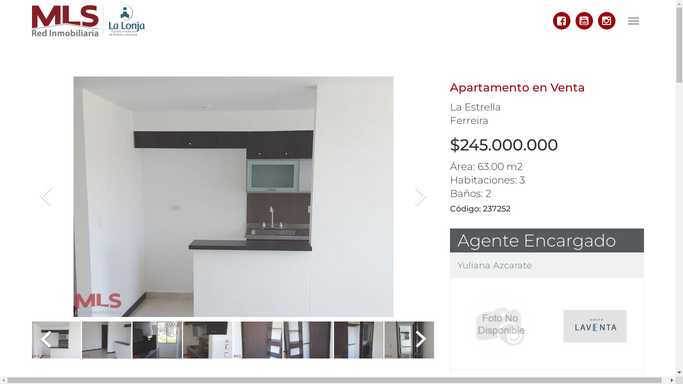 MLS
Red Inmobiliaria
La Lonja
Apartamento en Venta
La Estrella
Ferreira
$245.000.000
Área: 63.00 m2
Habitaciones: 3
Baños: 2
Código: 237252
MLS
Agente Encargado
Yuliana Azcarate
Foto No
Disponible
LAVENTA